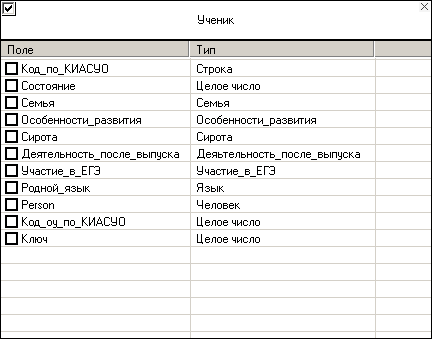 Ученик
Поле Тип
Код_по_КИАСУО Строка
Состояние Целое число
Семья Семья
Особенности_развития Особенности_развития
Сирота Сирота
Деятельность_после_выпуска Деяьтельность_после_выпуска
Участие_в_ЕГЭ Участие_в_ЕГЭ
Родной_язык Язык
Person Человек
Код_оу_по_КИАСУО Целое число
Ключ Целое число